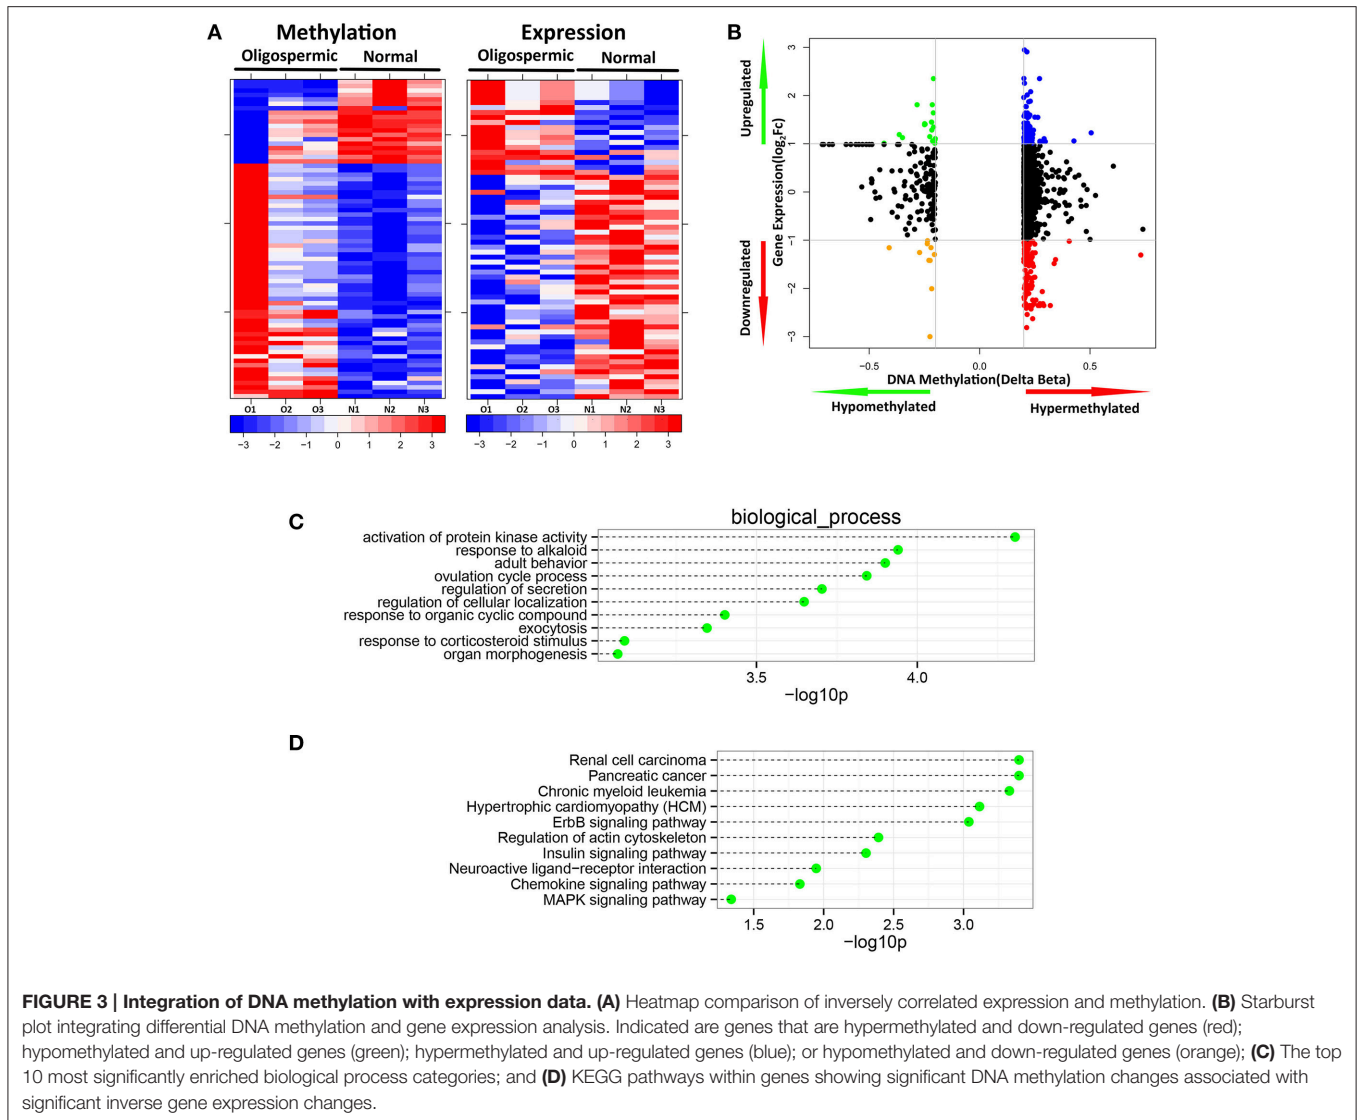 A
Methylation
Oligospermic Normal
O1 O2 O3 N1 N2 N3
−3 −2 −1 0 1 2 3
Expression
Oligospermic Normal
O1 O2 O3 N1 N2 N3
−3 −2 −1 0 1 2 3
B
Upregulated
Downregulated
Gene Expression(log2Fc)
3
2
1
0
−1
−2
−3
−0.5 0.0 0.5
DNA Methylation(Delta Beta)
Hypomethylated Hypermethylated
C
biological_process
activation of protein kinase activity
response to alkaloid
adult behavior
ovulation cycle process
regulation of secretion
regulation of cellular localization
response to organic cyclic compound
exocytosis
response to corticosteroid stimulus
organ morphogenesis
3.5 4.0
−log10p
D
Renal cell carcinoma
Pancreatic cancer
Chronic myeloid leukemia
Hypertrophic cardiomyopathy (HCM)
ErbB signaling pathway
Regulation of actin cytoskeleton
Insulin signaling pathway
Neuroactive ligand−receptor interaction
Chemokine signaling pathway
MAPK signaling pathway
1.5 2.0 2.5 3.0
−log10p
FIGURE 3 | Integration of DNA methylation with expression data. (A) Heatmap comparison of inversely correlated expression and methylation. (B) Starburst
plot integrating differential DNA methylation and gene expression analysis. Indicated are genes that are hypermethylated and down-regulated genes (red);
hypomethylated and up-regulated genes (green); hypermethylated and up-regulated genes (blue); or hypomethylated and down-regulated genes (orange); (C) The top
10 most significantly enriched biological process categories; and (D) KEGG pathways within genes showing significant DNA methylation changes associated with
significant inverse gene expression changes.